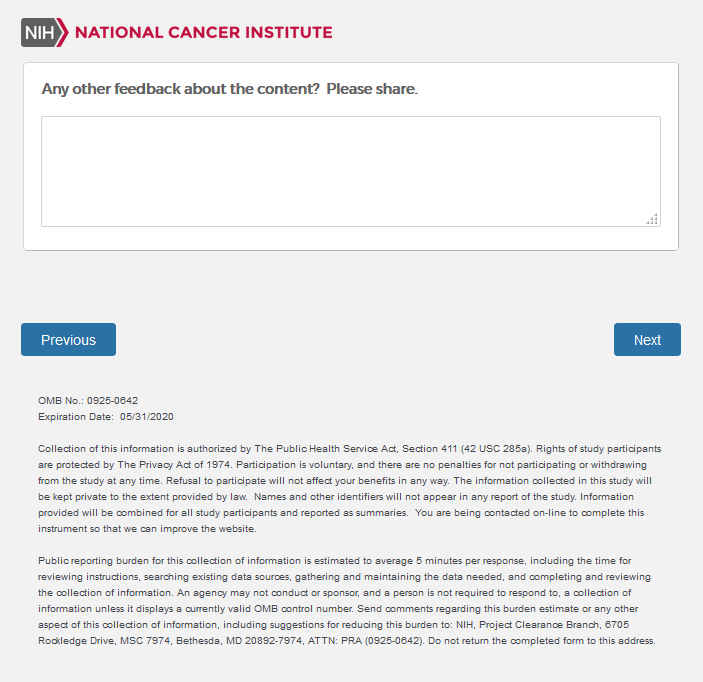 NIH NATIONAL CANCER INSTITUTE
Any other feedback about the content?  Please share.
Previous
Next
OMB No.: 0925-0642
Expiration Date:  05/31/2020
Collection of this information is authorized by The Public Health Service Act, Section 411 (42 USC 285a). Rights of study participants
are protected by The Privacy Act of 1974. Participation is voluntary, and there are no penalties for not participating or withdrawing
from the study at any time. Refusal to participate will not affect your benefits in any way. The information collected in this study will
be kept private to the extent provided by law.  Names and other identifiers will not appear in any report of the study. Information
provided will be combined for all study participants and reported as summaries.  You are being contacted on-line to complete this
instrument so that we can improve the website.
Public reporting burden for this collection of information is estimated to average 5 minutes per response, including the time for
reviewing instructions, searching existing data sources, gathering and maintaining the data needed, and completing and reviewing
the collection of information. An agency may not conduct or sponsor, and a person is not required to respond to, a collection of
information unless it displays a currently valid OMB control number. Send comments regarding this burden estimate or any other
aspect of this collection of information, including suggestions for reducing this burden to: NIH, Project Clearance Branch, 6705
Rockledge Drive, MSC 7974, Bethesda, MD 20892-7974, ATTN: PRA (0925-0642). Do not return the completed form to this address.